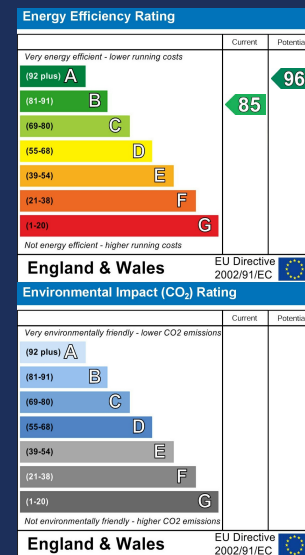 Energy Efficiency Rating
Current Potential
Very energy efficient - lower running costs
(92 plus) A
(81-91) B
(69-80) C
(55-68) D
(39-54) E
(21-38) F
(1-20) G
85
96
Not energy efficient - higher running costs
England & Wales
EU Directive
2002/91/EC
Environmental Impact (CO₂) Rating
Current Potential
Very environmentally friendly - lower CO2 emissions
(92 plus) A
(81-91) B
(69-80) C
(55-68) D
(39-54) E
(21-38) F
(1-20) G
Not environmentally friendly - higher CO2 emissions
England & Wales
EU Directive
2002/91/EC